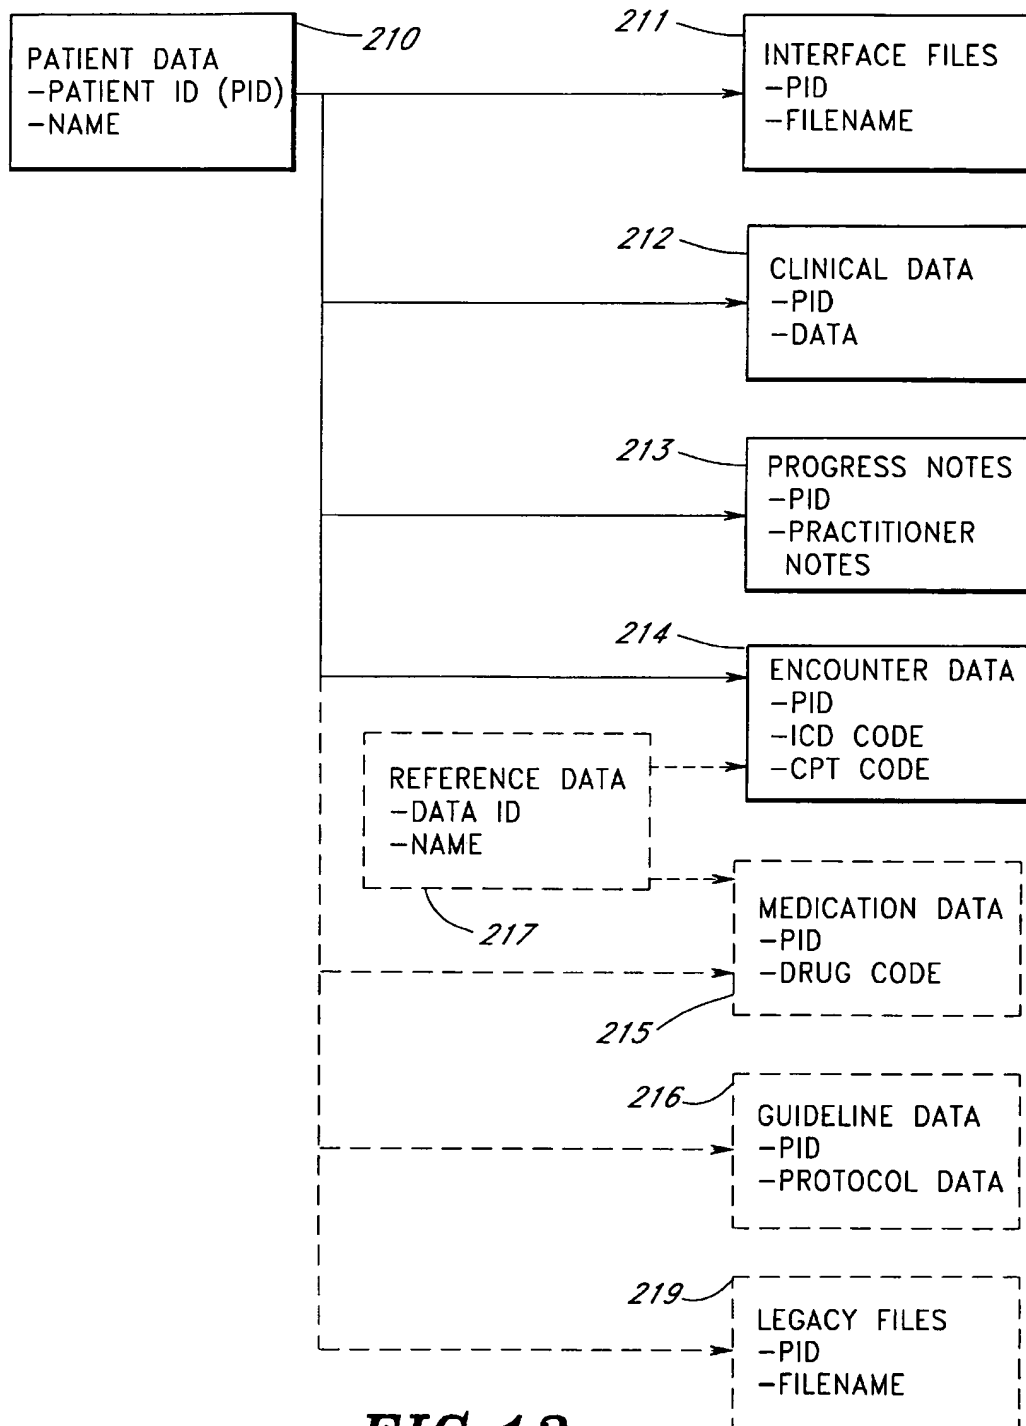 210
PATIENT DATA
-PATIENT ID (PID)
-NAME
211
INTERFACE FILES
-PID
-FILENAME
212
CLINICAL DATA
-PID
-DATA
213
PROGRESS NOTES
-PID
-PRACTITIONER
NOTES
214
ENCOUNTER DATA
-PID
-ICD CODE
-CPT CODE
REFERENCE DATA
-DATA ID
-NAME
217
MEDICATION DATA
-PID
-DRUG CODE
215
216
GUIDELINE DATA
-PID
-PROTOCOL DATA
219
LEGACY FILES
-PID
-FILENAME